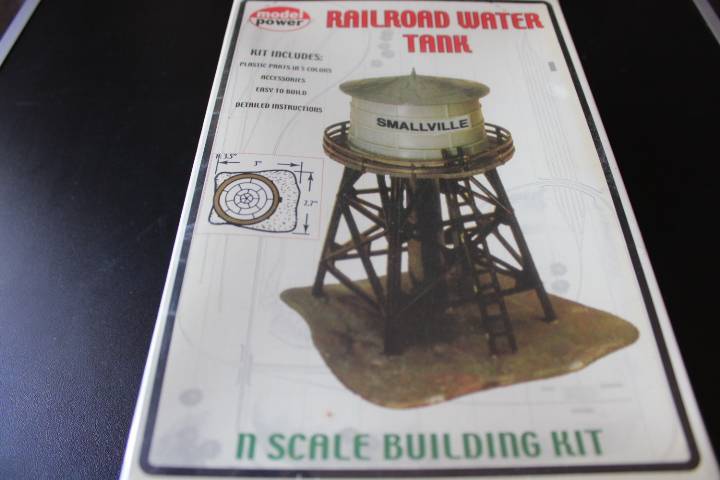 model
power
RAILROAD WATER
TANK
KIT INCLUDES:
PLASTIC PARTS IN 5 COLORS
ACCESSORIES
EASY TO BUILD
DETAILED INSTRUCTIONS
SMALLVILLE
H: 3.5"
3"
2.7"
N SCALE BUILDING KIT